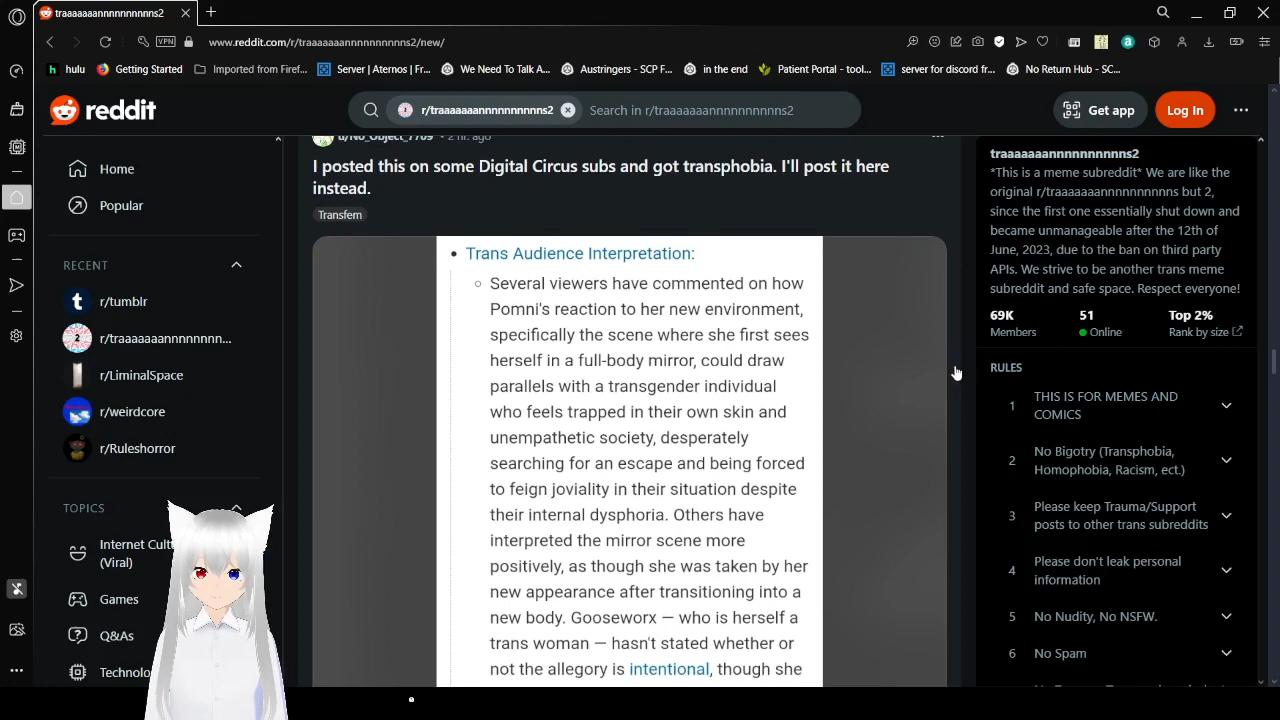 traaaaaaannnnnnnnnns2
www.reddit.com/r/traaaaaaannnnnnnnnns2/new/
VPN
hulu
Getting Started
Imported from Firef...
Server | Aternos | Fr...
We Need To Talk A...
Austringers - SCP F...
in the end
Patient Portal - tool...
server for discord fr...
No Return Hub - SC...
reddit
r/traaaaaaannnnnnnnnns2
Search in r/traaaaaaannnnnnnnnns2
Get app
Log In
Home
Popular
RECENT
r/tumblr
r/traaaaaaannnnnnn...
r/LiminalSpace
r/weirdcore
r/Ruleshorror
TOPICS
Internet Cult
(Viral)
Games
Q&As
Technolo
u/No_Object_7709 • 2 hr. ago
I posted this on some Digital Circus subs and got transphobia. I'll post it here
instead.
Transfem
• Trans Audience Interpretation:
Several viewers have commented on how
Pomni's reaction to her new environment,
specifically the scene where she first sees
herself in a full-body mirror, could draw
parallels with a transgender individual
who feels trapped in their own skin and
unempathetic society, desperately
searching for an escape and being forced
to feign joviality in their situation despite
their internal dysphoria. Others have
interpreted the mirror scene more
positively, as though she was taken by her
new appearance after transitioning into a
new body. Gooseworx — who is herself a
trans woman — hasn't stated whether or
not the allegory is intentional, though she
traaaaaaannnnnnnnnns2
*This is a meme subreddit* We are like the
original r/traaaaaaannnnnnnnnns but 2,
since the first one essentially shut down and
became unmanageable after the 12th of
June, 2023, due to the ban on third party
APIs. We strive to be another trans meme
subreddit and safe space. Respect everyone!
69K
Members
51
Online
Top 2%
Rank by size
RULES
1 THIS IS FOR MEMES AND
COMICS
2 No Bigotry (Transphobia,
Homophobia, Racism, ect.)
3 Please keep Trauma/Support
posts to other trans subreddits
4 Please don't leak personal
information
5 No Nudity, No NSFW.
6 No Spam